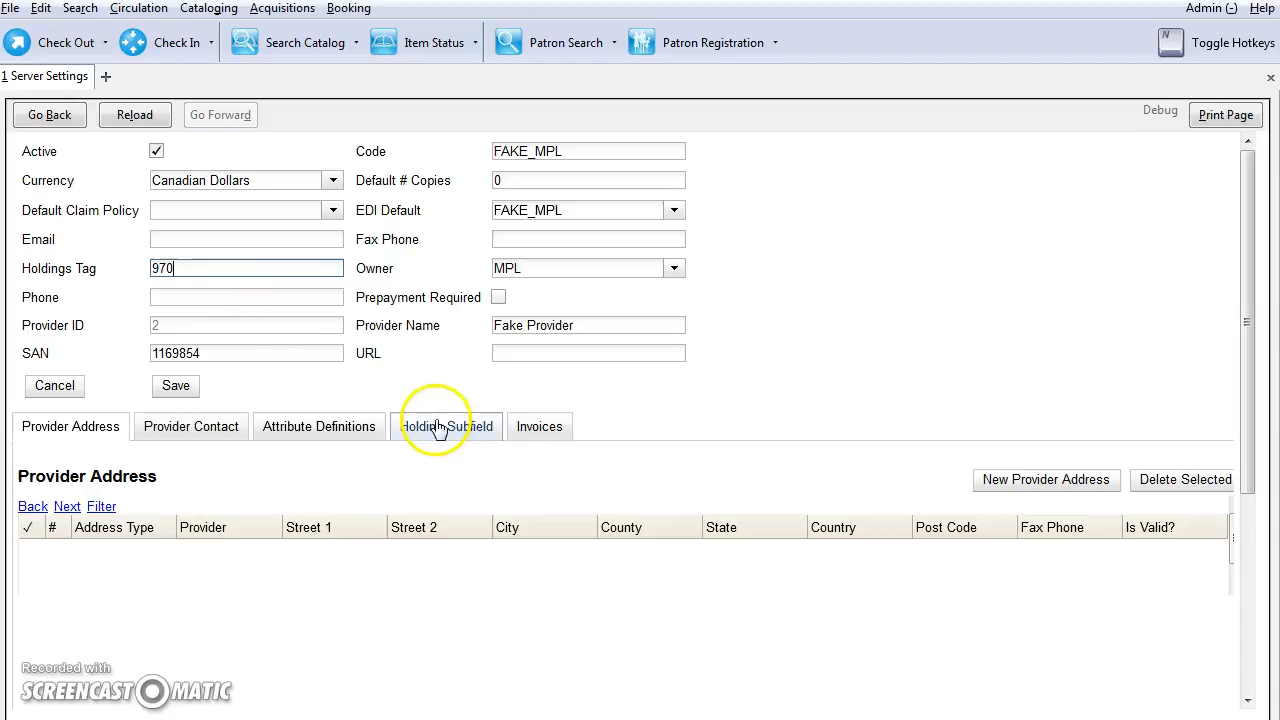 File Edit Search Circulation Cataloging Acquisitions Booking Admin (-) Help
Check Out Check In Search Catalog Item Status Patron Search Patron Registration N Toggle Hotkeys
1 Server Settings + ×
Go Back Reload Go Forward Debug Print Page
Active ✓ Code FAKE_MPL
Currency Canadian Dollars Default # Copies 0
Default Claim Policy EDI Default FAKE_MPL
Email Fax Phone
Holdings Tag 970 Owner MPL
Phone Prepayment Required
Provider ID 2 Provider Name Fake Provider
SAN 1169854 URL
Cancel Save
Provider Address Provider Contact Attribute Definitions Holding Subfield Invoices
Provider Address New Provider Address Delete Selected
Back Next Filter
✓ # Address Type Provider Street 1 Street 2 City County State Country Post Code Fax Phone Is Valid?
Recorded with
SCREENCAST-O-MATIC